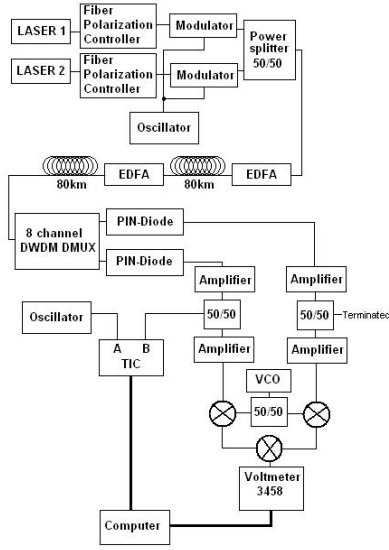 LASER 1
Fiber
Polarization
Controller
Modulator
Power
splitter
50/50
LASER 2
Fiber
Polarization
Controller
Modulator
Oscillator
80km
EDFA
80km
EDFA
8 channel
DWDM DMUX
PIN-Diode
PIN-Diode
Amplifier
Amplifier
Oscillator
50/50
50/50
Terminated
A B
TIC
Amplifier
Amplifier
VCO
50/50
Voltmeter
3458
Computer